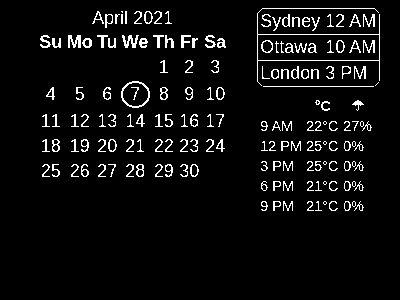 April 2021
Su Mo Tu We Th Fr Sa
1 2 3
4 5 6 7 8 9 10
11 12 13 14 15 16 17
18 19 20 21 22 23 24
25 26 27 28 29 30
Sydney 12 AM
Ottawa 10 AM
London 3 PM
°C
9 AM 22°C 27%
12 PM 25°C 0%
3 PM 25°C 0%
6 PM 21°C 0%
9 PM 21°C 0%